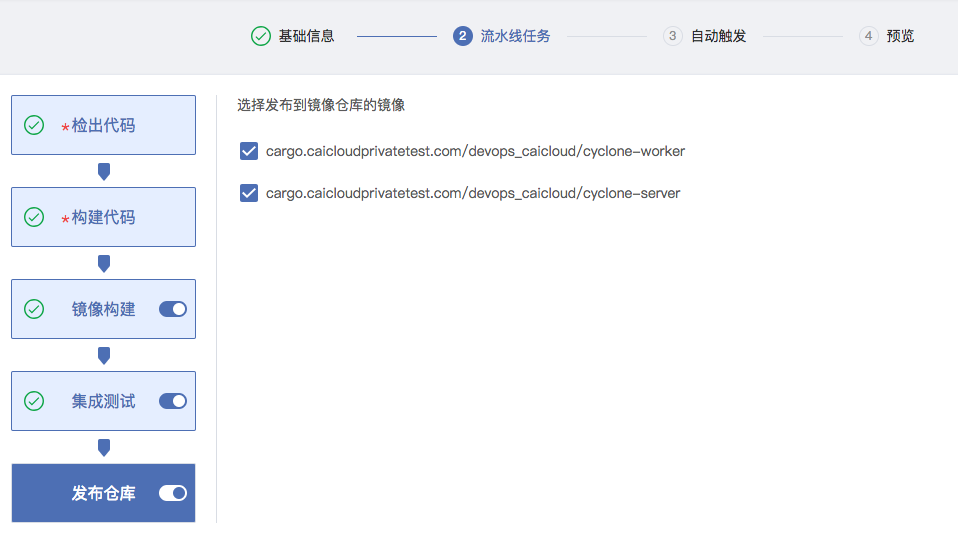 基础信息
2 流水线任务
3 自动触发
4 预览
*检出代码
*构建代码
镜像构建
集成测试
发布仓库
选择发布到镜像仓库的镜像
cargo.caicloudprivatetest.com/devops_caicloud/cyclone-worker
cargo.caicloudprivatetest.com/devops_caicloud/cyclone-server